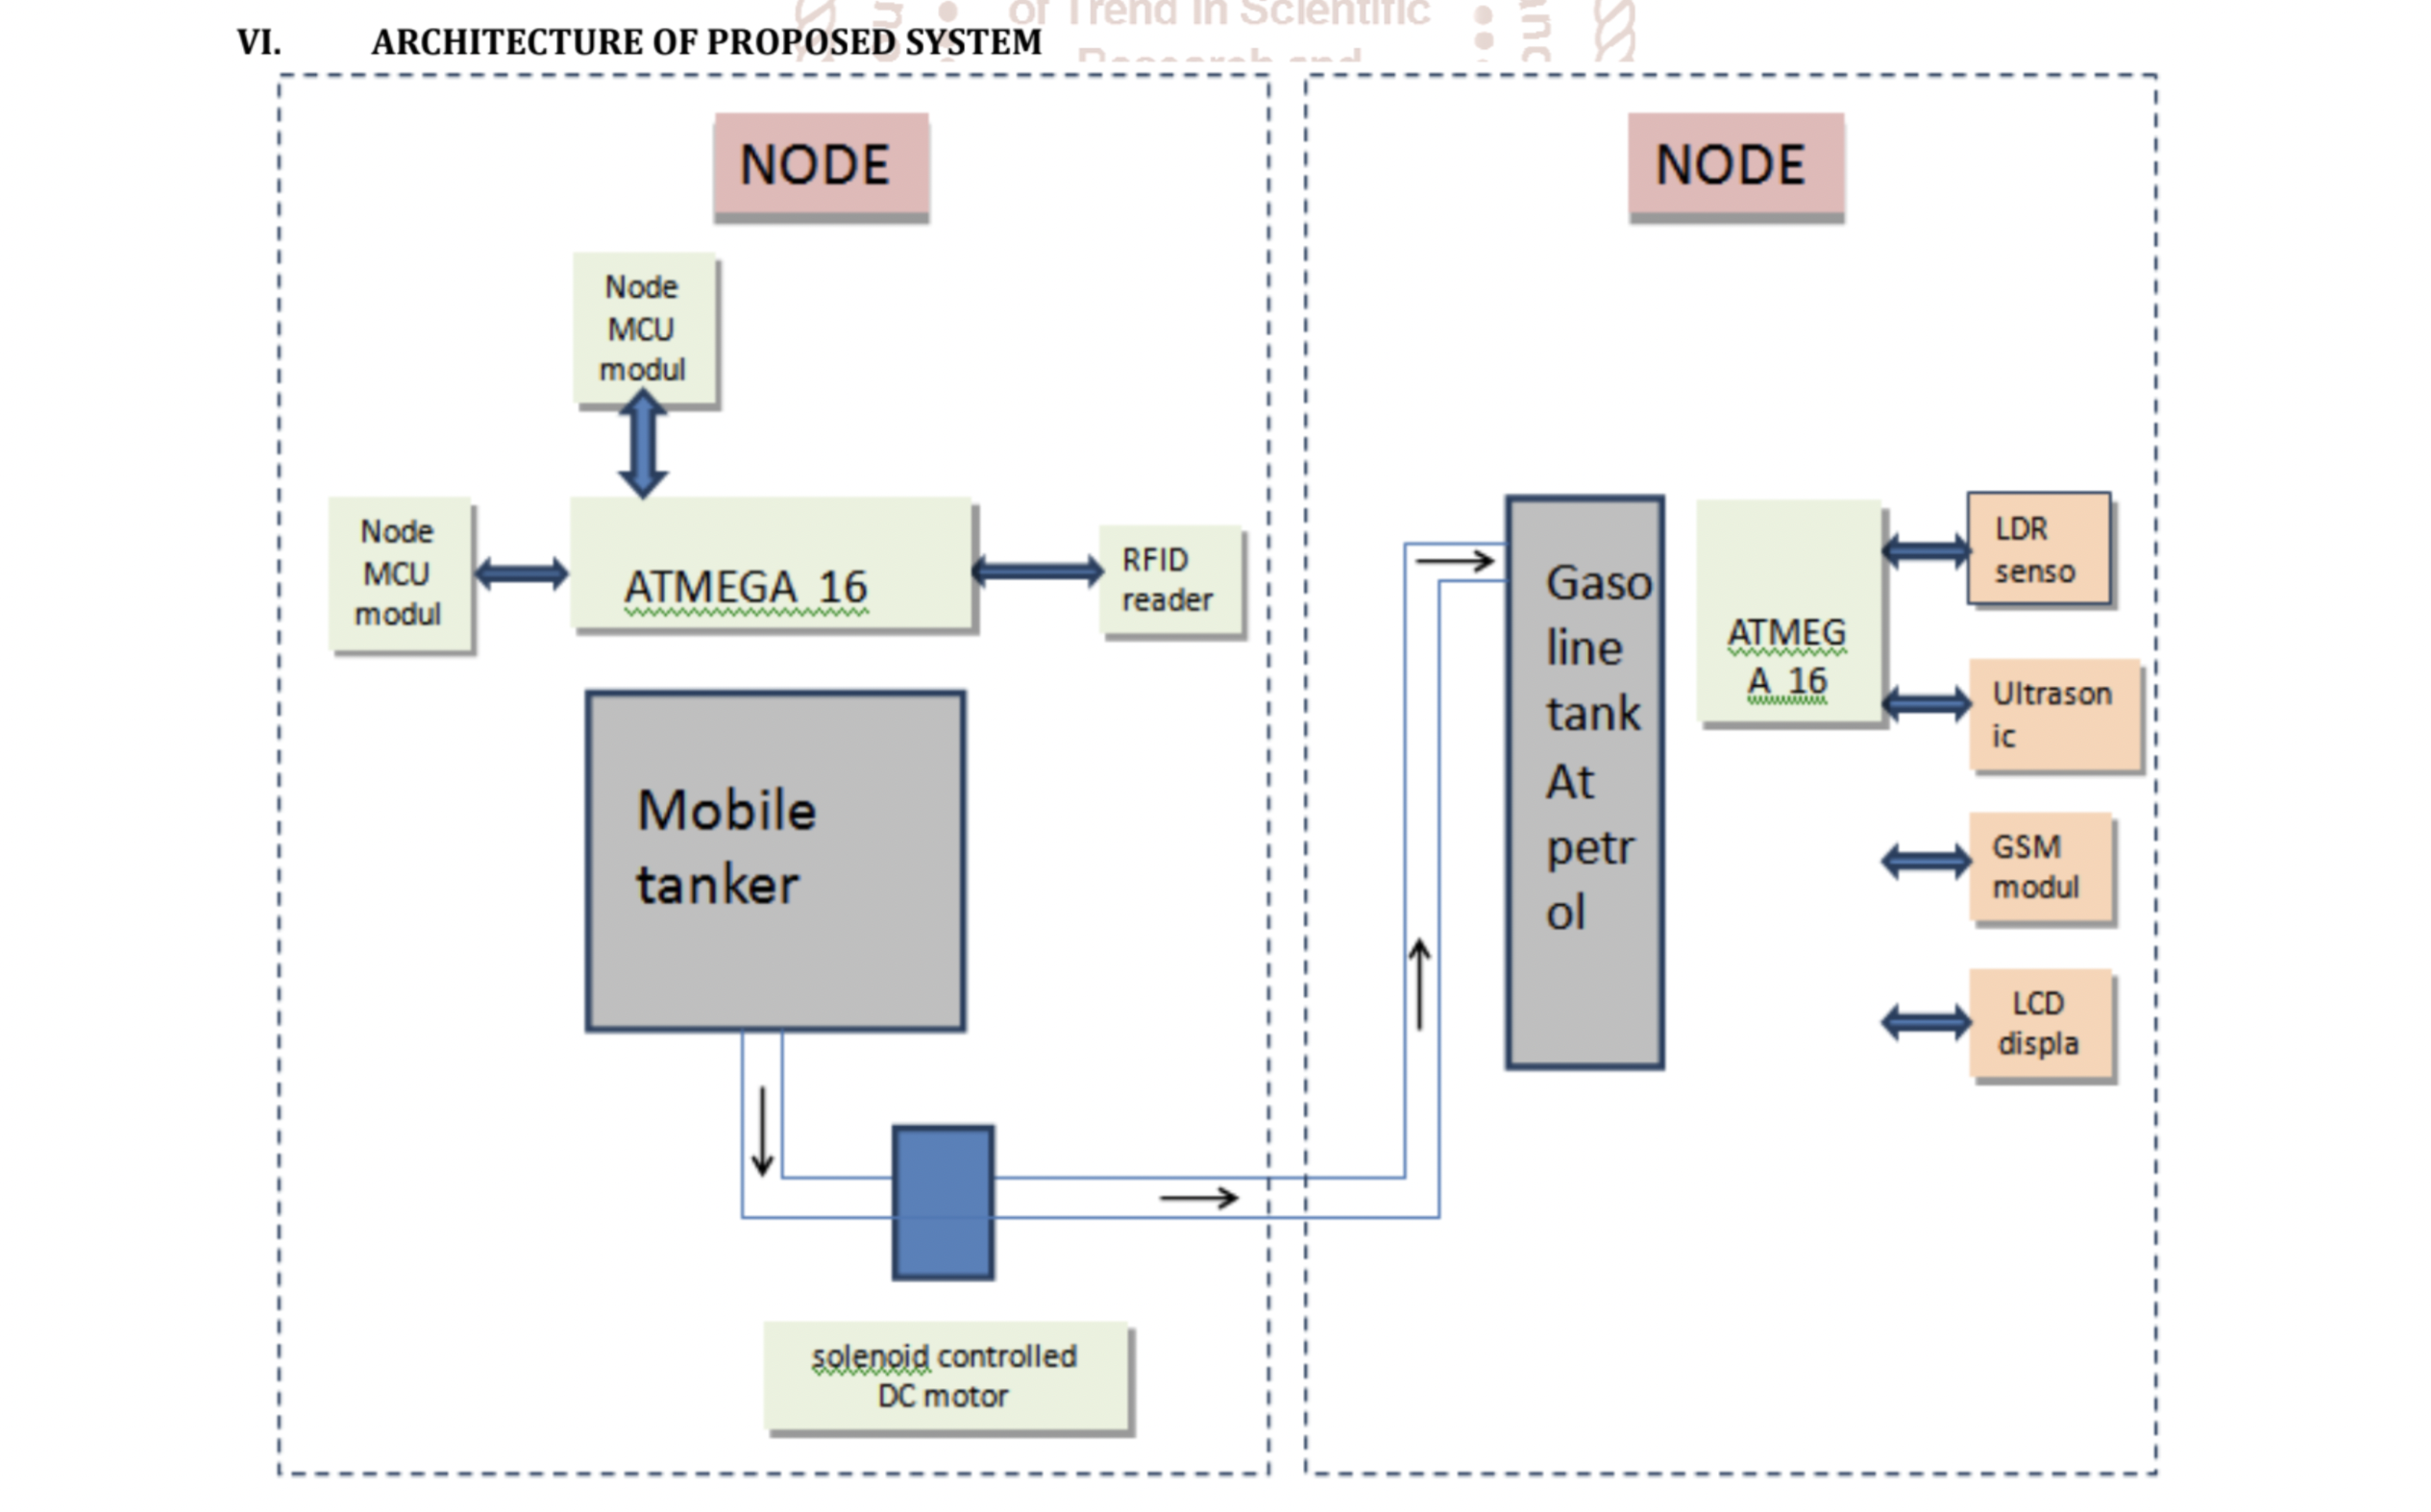 of Trend in Scientific
VI. ARCHITECTURE OF PROPOSED SYSTEM
Research and
NODE
Node
MCU
modul
Node
MCU
modul
ATMEGA 16
RFID
reader
Mobile
tanker
solenoid controlled
DC motor
NODE
Gaso
line
tank
At
petr
ol
ATMEG
A 16
LDR
senso
Ultrason
ic
GSM
modul
LCD
displa